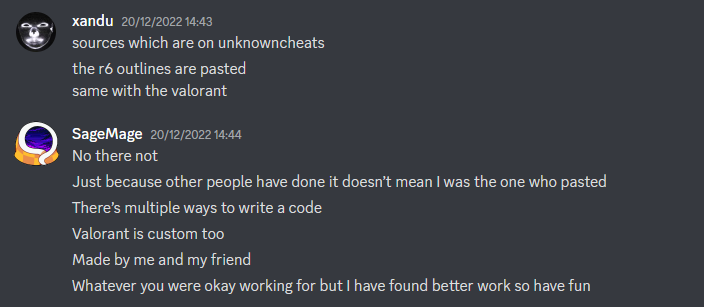 xandu 20/12/2022 14:43
sources which are on unknowncheats
the r6 outlines are pasted
same with the valorant
SageMage 20/12/2022 14:44
No there not
Just because other people have done it doesn’t mean I was the one who pasted
There’s multiple ways to write a code
Valorant is custom too
Made by me and my friend
Whatever you were okay working for but I have found better work so have fun